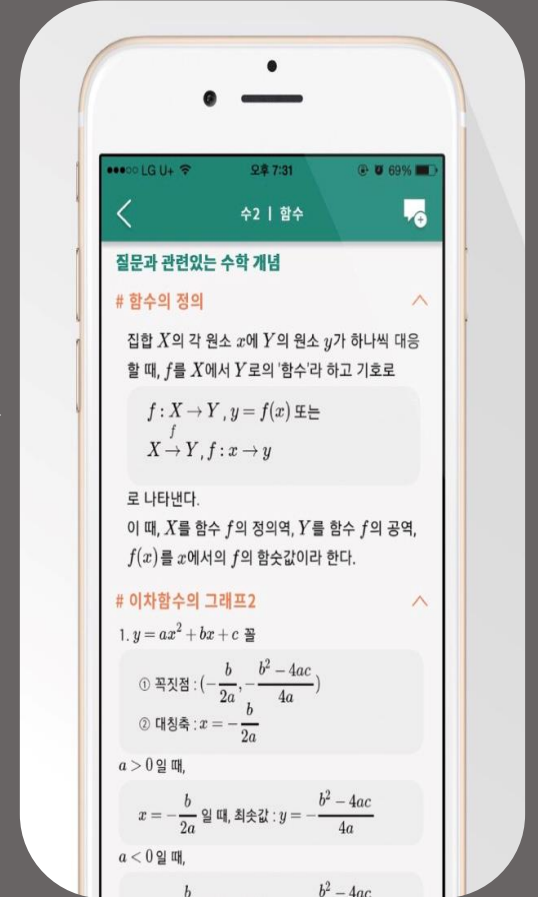 ●●●○○ LG U+ 오후 7:31 69%
수2 | 함수
질문과 관련있는 수학 개념
# 함수의 정의
집합 X의 각 원소 x에 Y의 원소 y가 하나씩 대응
할 때, f를 X에서 Y로의 '함수'라 하고 기호로
f : X → Y , y = f(x) 또는
f
X → Y , f : x → y
로 나타낸다.
이 때, X를 함수 f의 정의역, Y를 함수 f의 공역,
f(x)를 x에서의 f의 함숫값이라 한다.
# 이차함수의 그래프2
1. y = ax² + bx + c 꼴
① 꼭짓점 : (-b/2a, -b² - 4ac/4a)
② 대칭축 : x = -b/2a
a > 0일 때,
x = -b/2a 일 때, 최솟값 : y = -b² - 4ac/4a
a < 0일 때,
b b² - 4ac